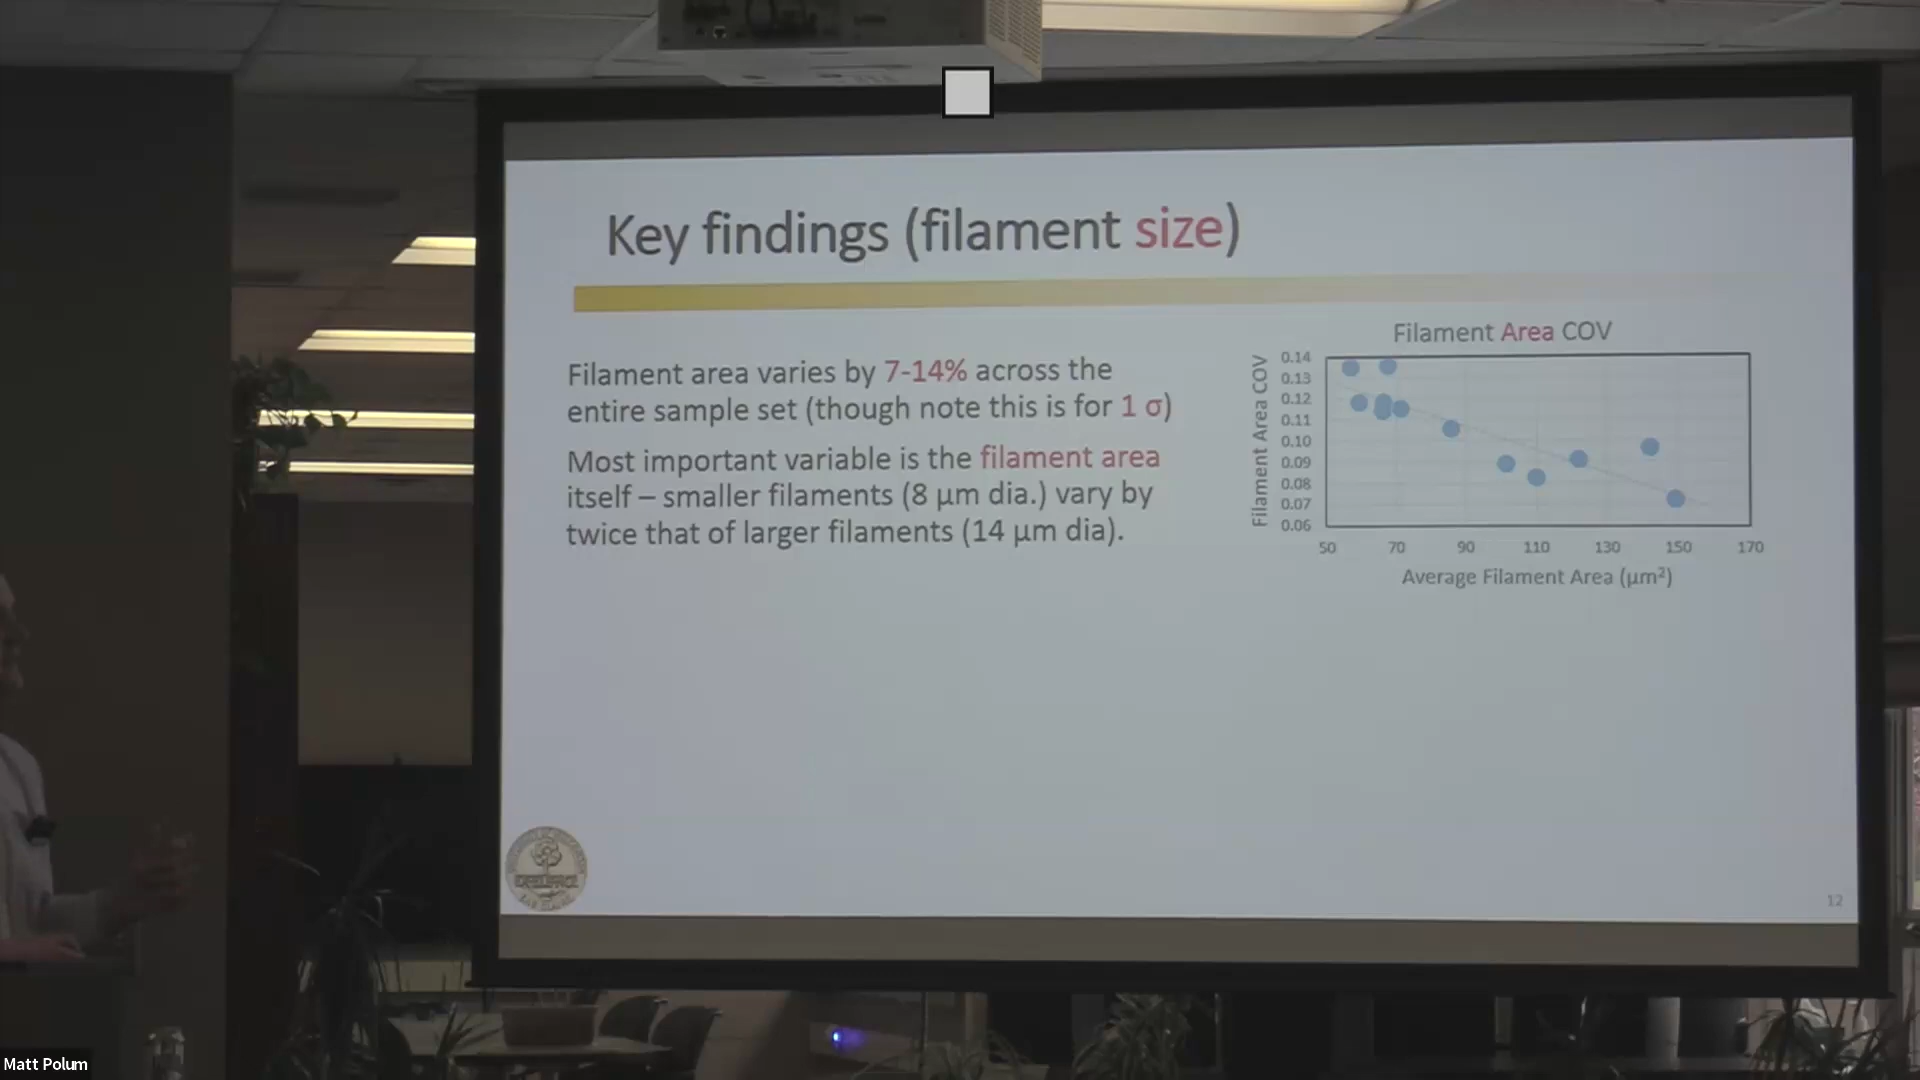 Key findings (filament size)
Filament area varies by 7-14% across the
entire sample set (though note this is for 1 σ)
Most important variable is the filament area
itself – smaller filaments (8 μm dia.) vary by
twice that of larger filaments (14 μm dia).
Filament Area COV
Filament Area COV
0.14
0.13
0.12
0.11
0.10
0.09
0.08
0.07
0.06
50 70 90 110 130 150 170
Average Filament Area (μm²)
EXCELLENCE
12
Matt Polum